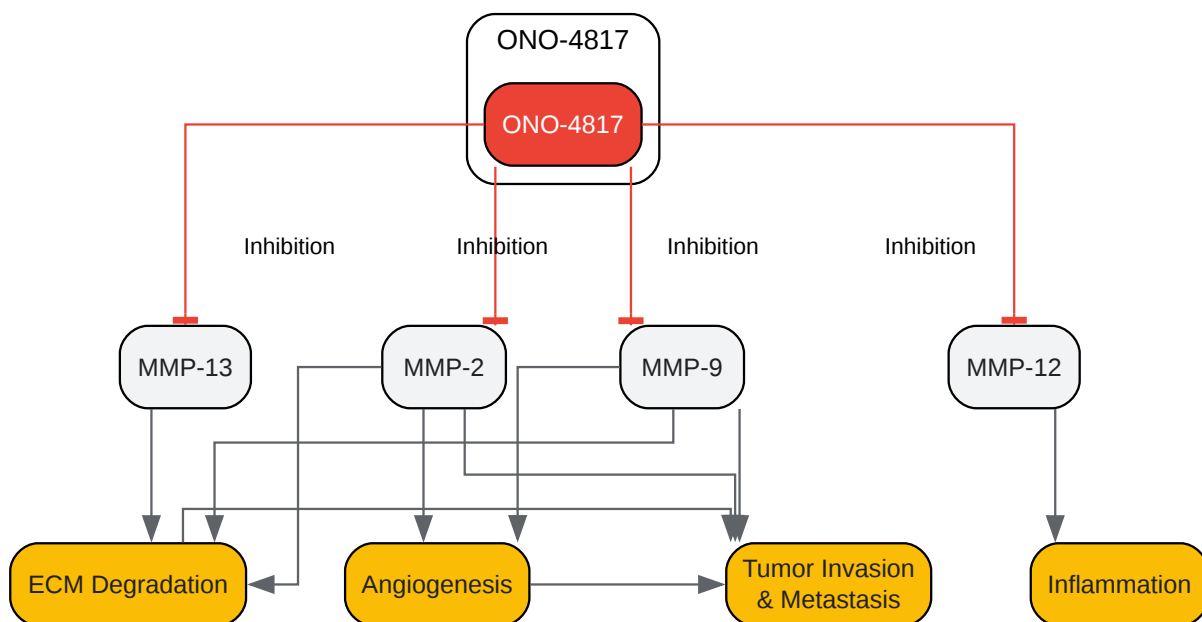 ONO-4817
ONO-4817
Inhibition
Inhibition
Inhibition
Inhibition
MMP-13
MMP-2
MMP-9
MMP-12
ECM Degradation
Angiogenesis
Tumor Invasion
& Metastasis
Inflammation